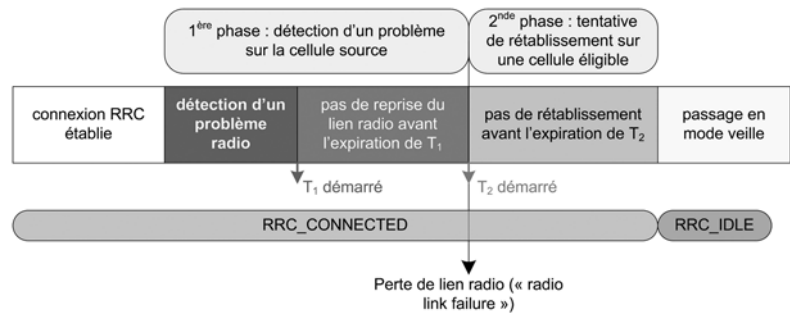 1ère phase : détection d'un problème
sur la cellule source
2nde phase : tentative
de rétablissement sur
une cellule éligible
connexion RRC
établie
détection d'un
problème
radio
pas de reprise du
lien radio avant
l'expiration de T1
pas de rétablissement
avant l'expiration de T2
passage en
mode veille
T1 démarré
T2 démarré
RRC_CONNECTED
RRC_IDLE
Perte de lien radio (« radio
link failure »)